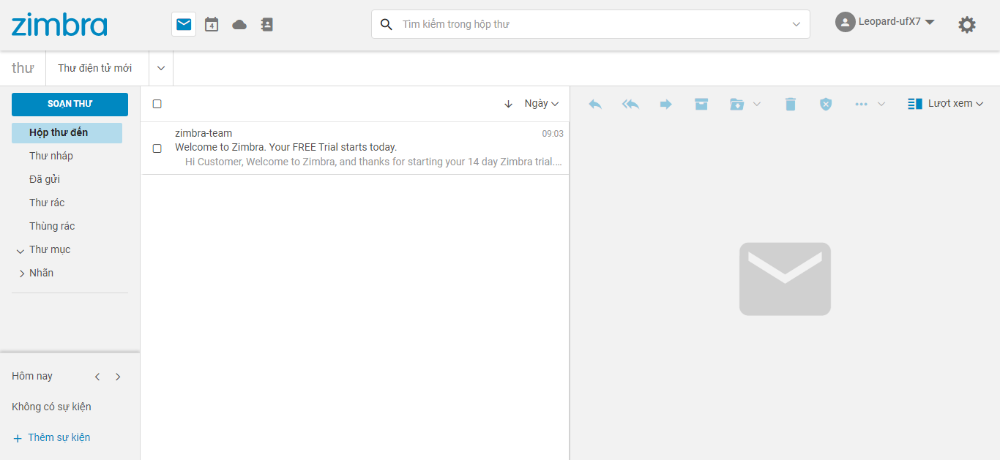 zimbra
4
Tìm kiếm trong hộp thư
Leopard-ufX7
thư
Thư điện tử mới
SOẠN THƯ
Hộp thư đến
Thư nháp
Đã gửi
Thư rác
Thùng rác
Thư mục
Nhãn
Hôm nay
Không có sự kiện
Thêm sự kiện
Ngày
zimbra-team
09:03
Welcome to Zimbra. Your FREE Trial starts today.
Hi Customer, Welcome to Zimbra, and thanks for starting your 14 day Zimbra trial....
Lượt xem